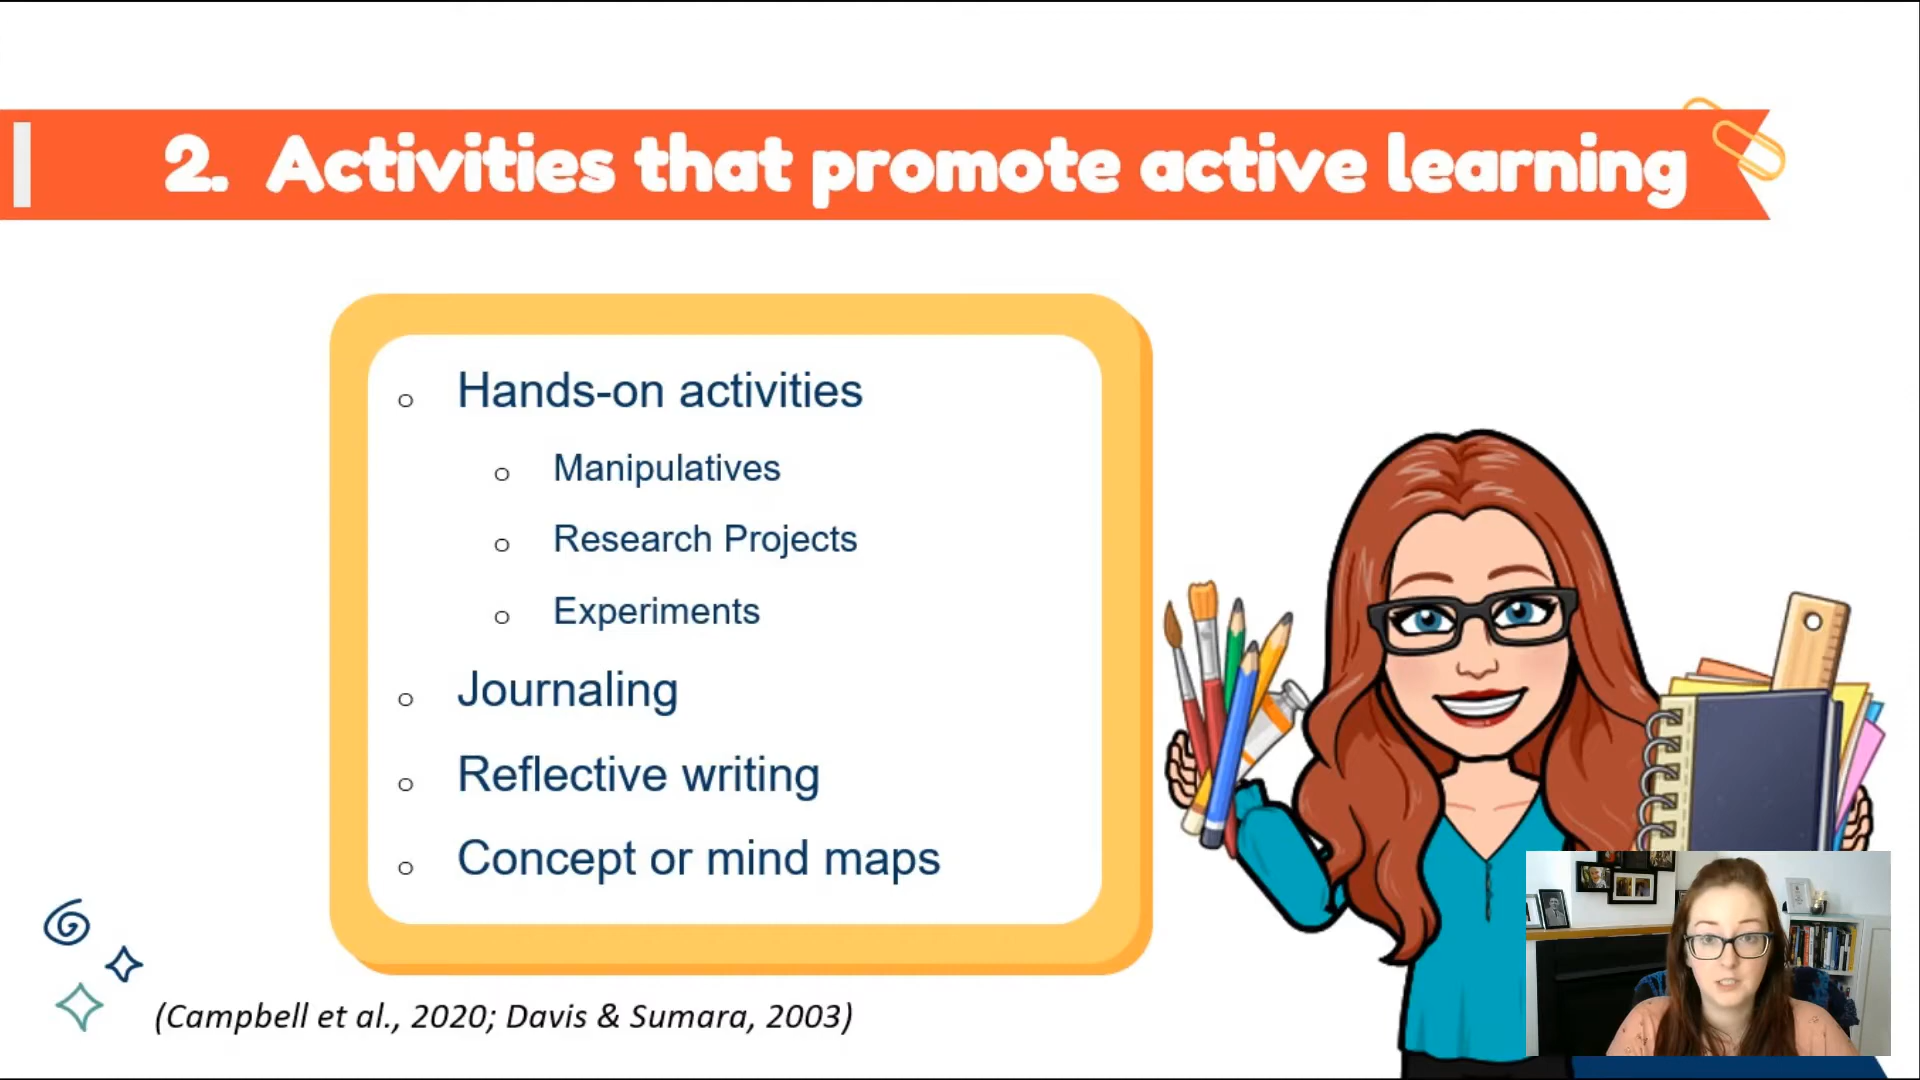 2. Activities that promote active learning
Hands-on activities
Manipulatives
Research Projects
Experiments
Journaling
Reflective writing
Concept or mind maps
(Campbell et al., 2020; Davis & Sumara, 2003)